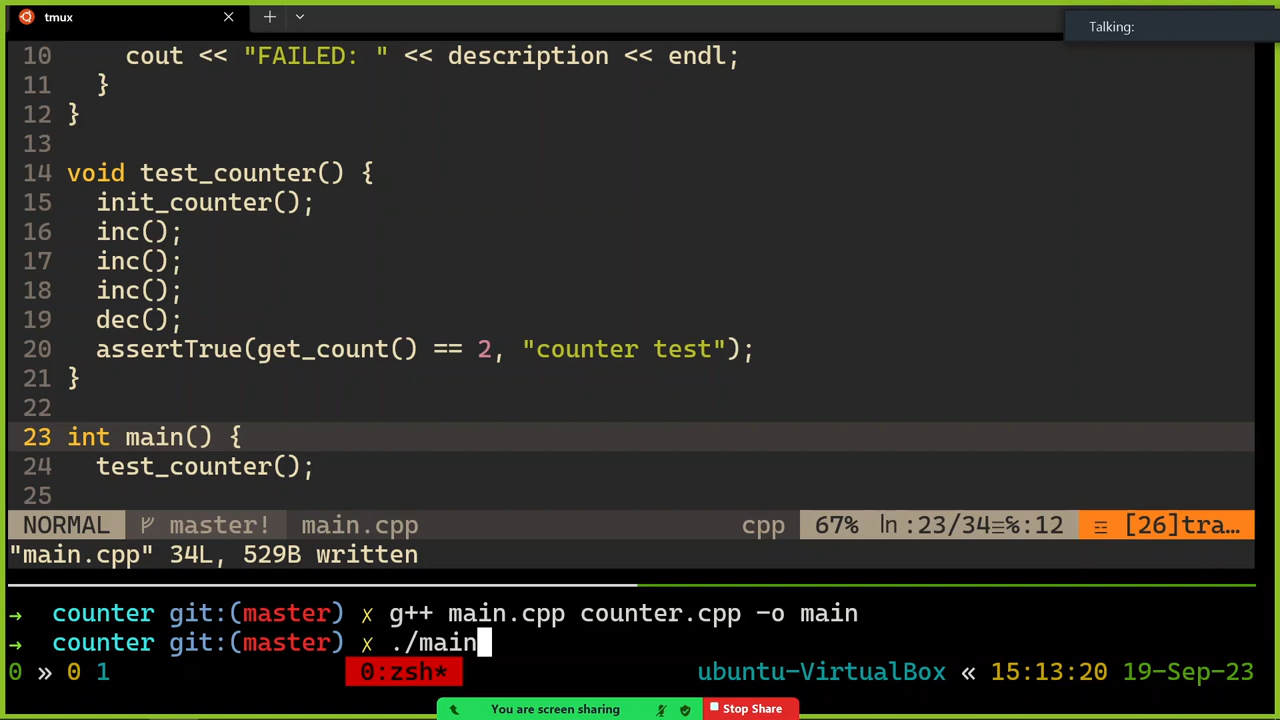 tmux
Talking:
10 cout << "FAILED: " << description << endl;
11 }
12 }
13
14 void test_counter() {
15 init_counter();
16 inc();
17 inc();
18 inc();
19 dec();
20 assertTrue(get_count() == 2, "counter test");
21 }
22
23 int main() {
24 test_counter();
25
NORMAL master! main.cpp cpp 67% ln :23/34≡%:12 ☲ [26]tra…
"main.cpp" 34L, 529B written
→ counter git:(master) ✗ g++ main.cpp counter.cpp -o main
→ counter git:(master) ✗ ./main
0 » 0 1 0:zsh* ubuntu-VirtualBox « 15:13:20 19-Sep-23
You are screen sharing Stop Share